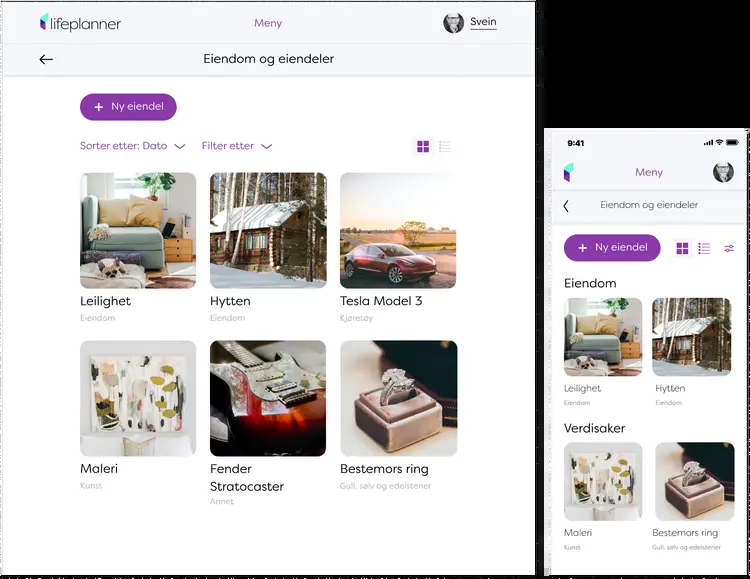 lifeplanner
Meny
Svein
Eiendom og eiendeler
+ Ny eiendel
Sorter etter: Dato
Filter etter
Leilighet
Eiendom
Hytten
Eiendom
Tesla Model 3
Kjøretøy
Maleri
Kunst
Fender
Stratocaster
Annet
Bestemors ring
Gull, sølv og edelstener
9:41
Meny
Eiendom og eiendeler
+ Ny eiendel
Eiendom
Leilighet
Eiendom
Hytten
Eiendom
Verdisaker
Maleri
Kunst
Bestemors ring
Gull, sølv og edelstener